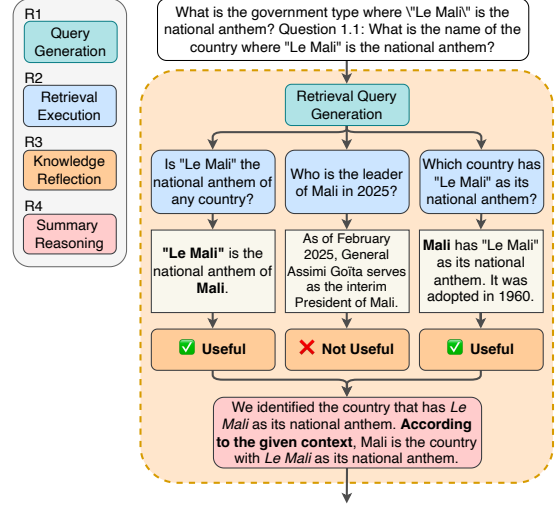 R1
Query
Generation
R2
Retrieval
Execution
R3
Knowledge
Reflection
R4
Summary
Reasoning
What is the government type where \"Le Mali\" is the
national anthem? Question 1.1: What is the name of the
country where "Le Mali" is the national anthem?
Retrieval Query
Generation
Is "Le Mali" the
national anthem of
any country?
Who is the leader
of Mali in 2025?
Which country has
"Le Mali" as its
national anthem?
"Le Mali" is the
national anthem of
Mali.
As of February
2025, General
Assimi Goïta serves
as the interim
President of Mali.
Mali has "Le Mali"
as its national
anthem. It was
adopted in 1960.
✅ Useful
❌ Not Useful
✅ Useful
We identified the country that has Le
Mali as its national anthem. According
to the given context, Mali is the country
with Le Mali as its national anthem.